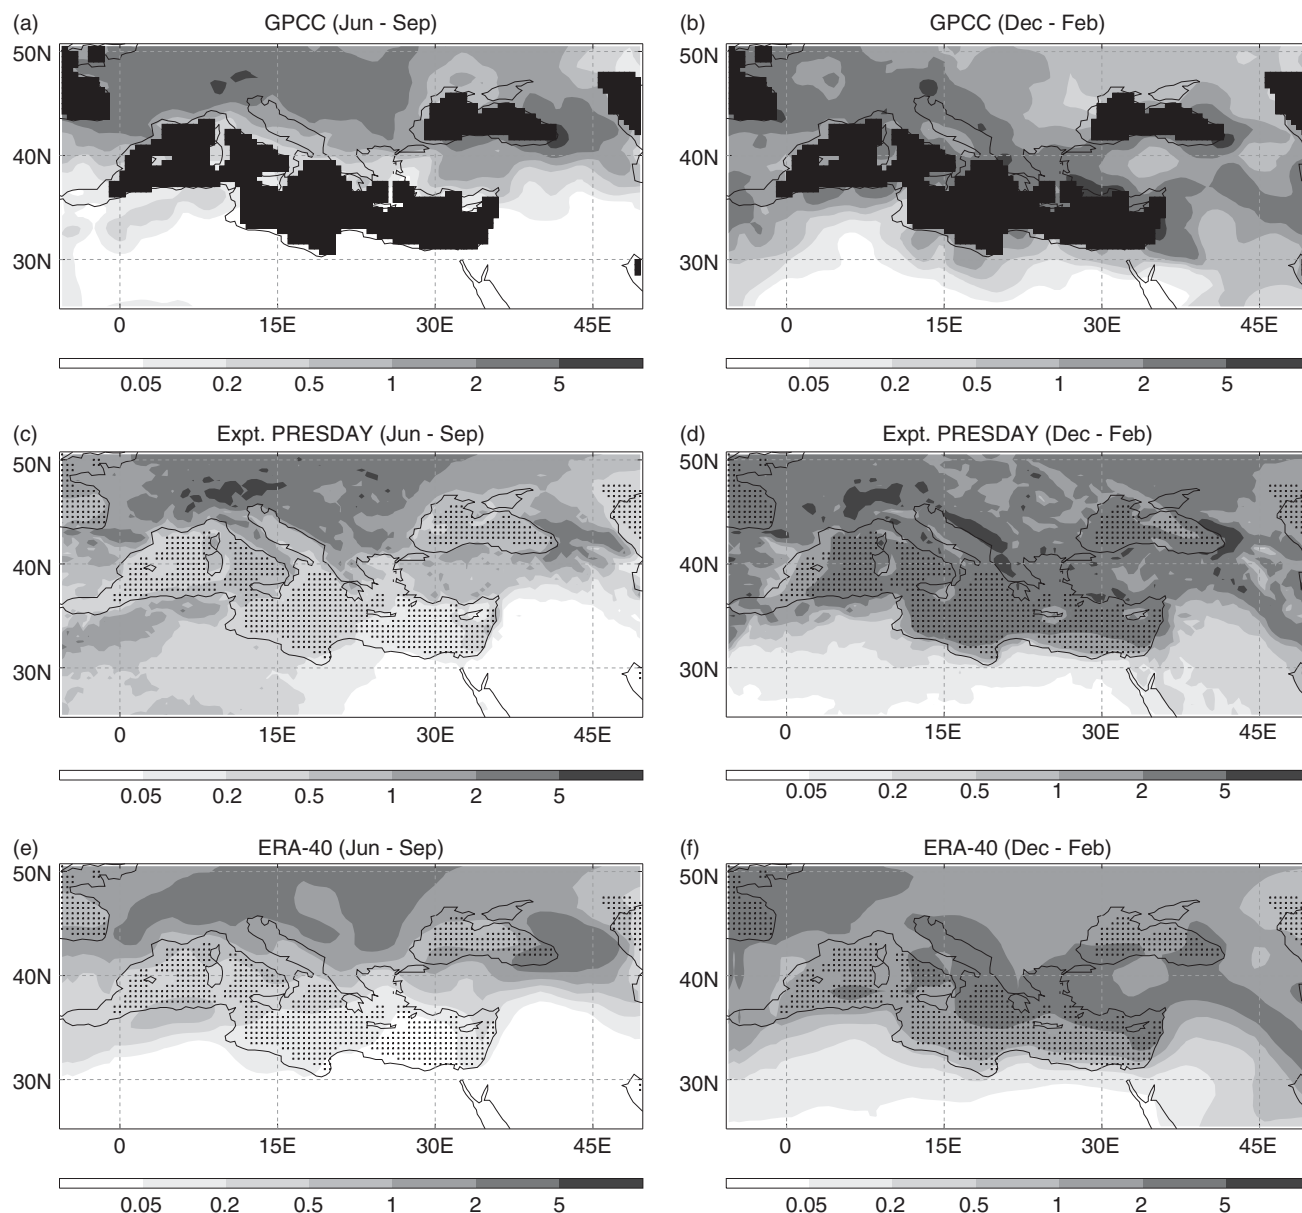 (a) GPCC (Jun - Sep)
50N
40N
30N
0 15E 30E 45E
0.05 0.2 0.5 1 2 5
(b) GPCC (Dec - Feb)
50N
40N
30N
0 15E 30E 45E
0.05 0.2 0.5 1 2 5
(c) Expt. PRESDAY (Jun - Sep)
50N
40N
30N
0 15E 30E 45E
0.05 0.2 0.5 1 2 5
(d) Expt. PRESDAY (Dec - Feb)
50N
40N
30N
0 15E 30E 45E
0.05 0.2 0.5 1 2 5
(e) ERA-40 (Jun - Sep)
50N
40N
30N
0 15E 30E 45E
0.05 0.2 0.5 1 2 5
(f) ERA-40 (Dec - Feb)
50N
40N
30N
0 15E 30E 45E
0.05 0.2 0.5 1 2 5